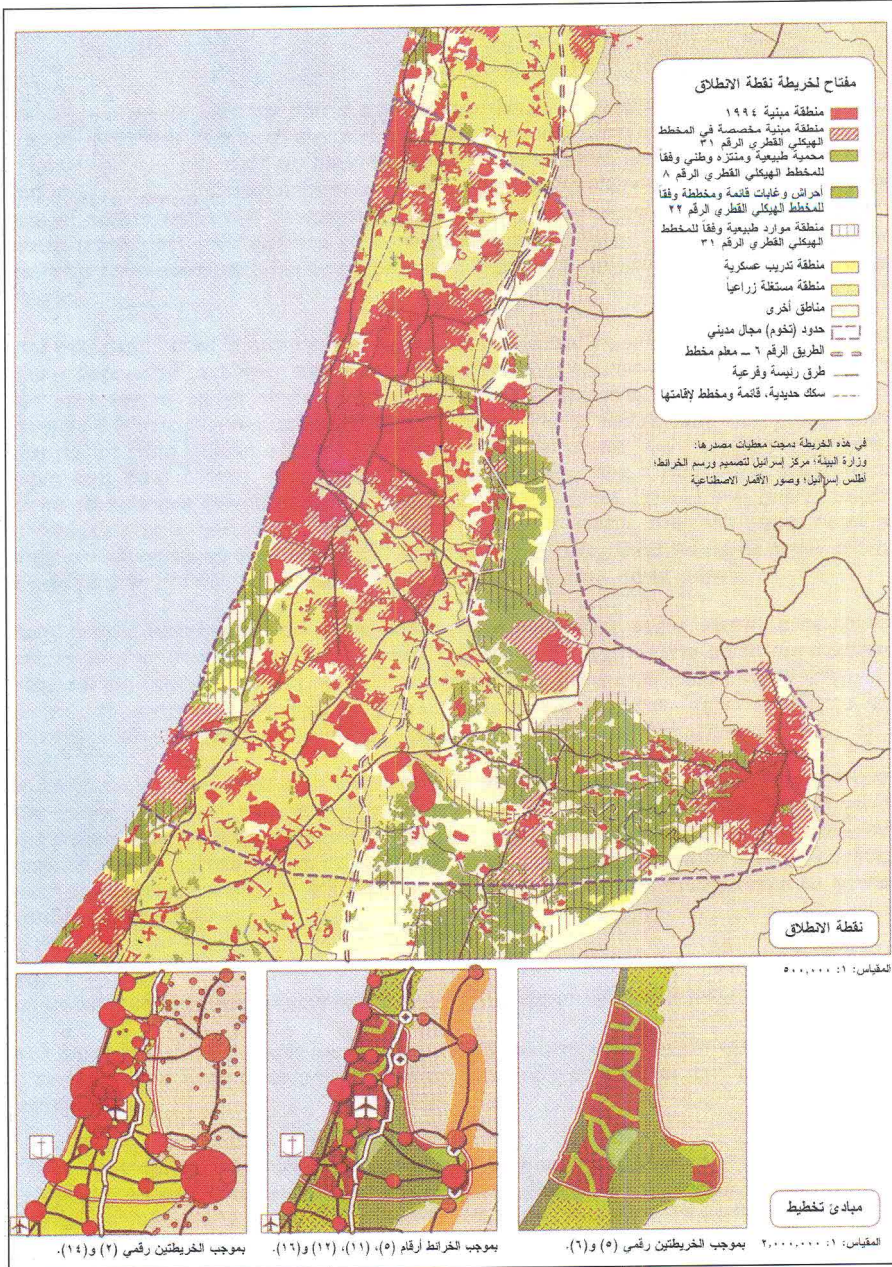 مفتاح لخريطة نقطة الانطلاق
منطقة مبنية ١٩٩٤
منطقة مبنية مخصصة في المخطط
الهيكلي القطري الرقم ٣١
محمية طبيعية ومنتزه وطني وفقاً
للمخطط الهيكلي القطري الرقم ٨
أحراش وغابات قائمة ومخططة وفقاً
للمخطط الهيكلي القطري الرقم ٢٢
منطقة موارد طبيعية وفقاً للمخطط
الهيكلي القطري الرقم ٣١
منطقة تدريب عسكرية
منطقة مستغلة زراعياً
مناطق أخرى
حدود (تخوم) مجال مديني
الطريق الرقم ٦ ــ معلم مخطط
طرق رئيسة وفرعية
سكك حديدية، قائمة ومخطط لإقامتها
في هذه الخريطة دمجت معطيات مصدرها:
وزارة البيئة؛ مركز إسرائيل لتصميم ورسم الخرائط؛
أطلس إسرائيل؛ وصور الأقمار الاصطناعية
نقطة الانطلاق
المقياس: ١: ٥٠٠,٠٠٠
مبادئ تخطيط
المقياس: ١: ٢,٠٠٠,٠٠٠
بموجب الخريطتين رقمي (٥) و(٦).
بموجب الخرائط أرقام (٥)، (١١)، (١٢) و(١٦).
بموجب الخريطتين رقمي (٢) و(١٤).